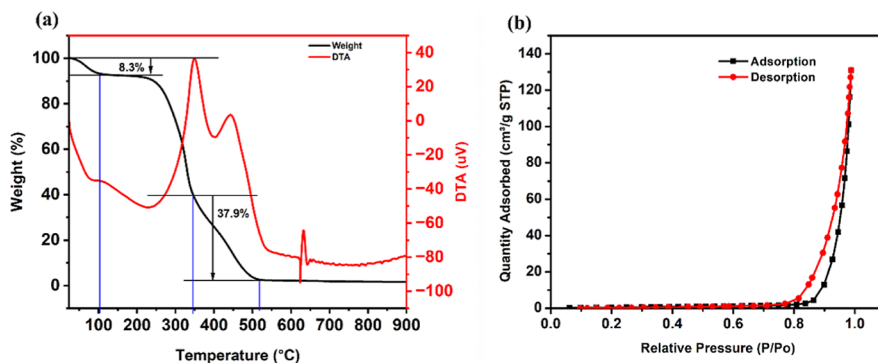 (a)
Weight
DTA
8.3%
37.9%
100
80
60
40
20
0
Weight (%)
40
20
0
−20
−40
−60
−80
−100
DTA (uV)
100 200 300 400 500 600 700 800 900
Temperature (°C)
(b)
Adsorption
Desorption
140
120
100
80
60
40
20
0
Quantity Adsorbed (cm³/g STP)
0.0 0.2 0.4 0.6 0.8 1.0
Relative Pressure (P/Po)